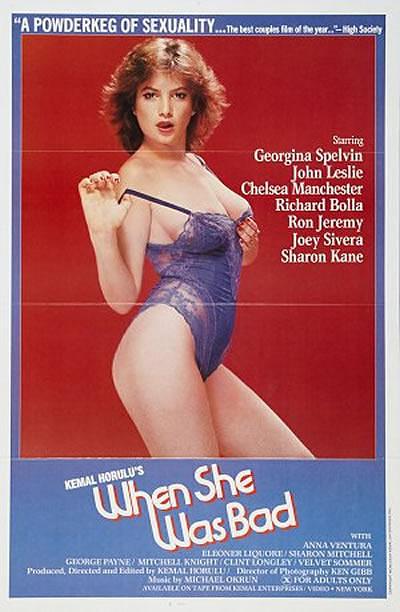 "A POWDERKEG OF SEXUALITY... The best couples film of the year..."-High Society
Starring
Georgina Spelvin
John Leslie
Chelsea Manchester
Richard Bolla
Ron Jeremy
Joey Sivera
Sharon Kane
KEMAL HORULU'S
When She
Was Bad
WITH
ANNA VENTURA
ELEONER LIQUORE / SHARON MITCHELL
GEORGE PAYNE / MITCHELL KNIGHT / CLINT LONGLEY / VELVET SOMMER
Produced, Directed and Edited by KEMAL HORULU / Director of Photography KEN GIBB
Music by MICHAEL OKRUN X FOR ADULTS ONLY
AVAILABLE ON TAPE FROM KEMAL ENTERPRISES / VIDEO • NEW YORK